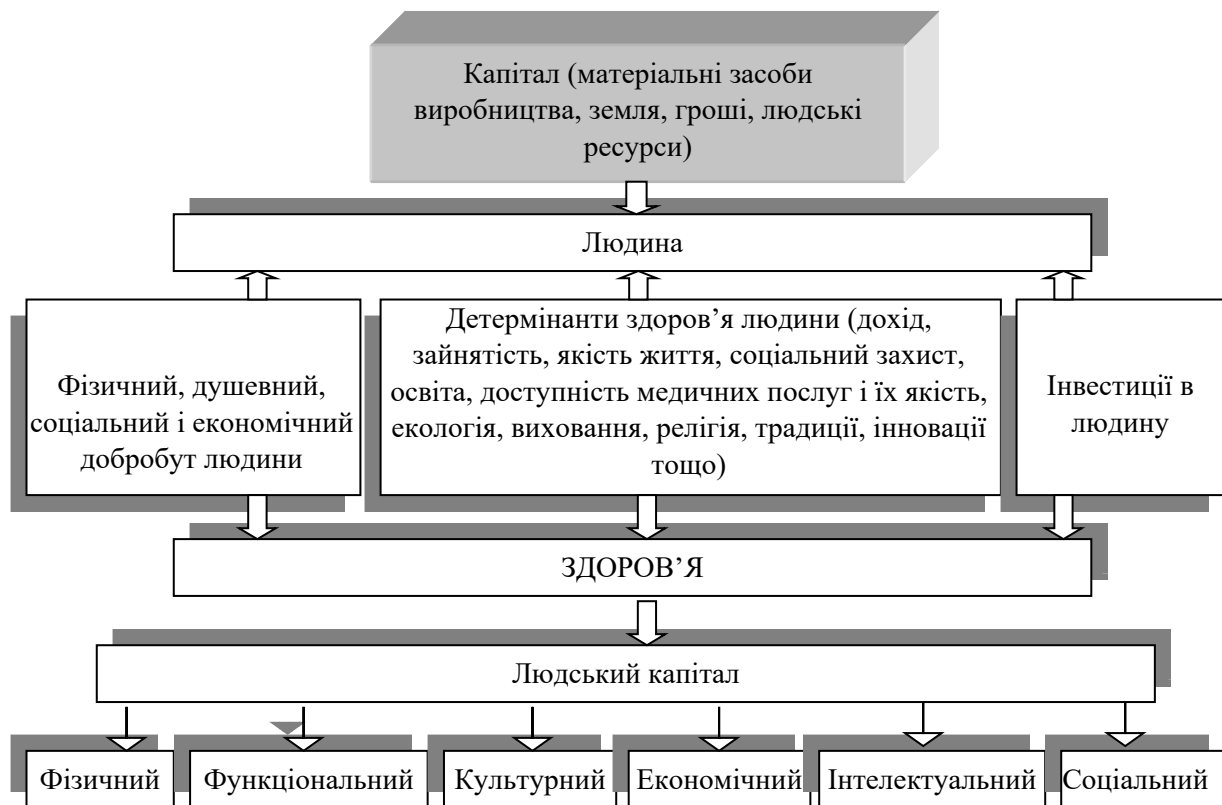 Капітал (матеріальні засоби
виробництва, земля, гроші, людські
ресурси)
Людина
Фізичний, душевний,
соціальний і економічний
добробут людини
Детермінанти здоров’я людини (дохід,
зайнятість, якість життя, соціальний захист,
освіта, доступність медичних послуг і їх якість,
екологія, виховання, релігія, традиції, інновації
тощо)
Інвестиції в
людину
ЗДОРОВ’Я
Людський капітал
Фізичний
Функціональний
Культурний
Економічний
Інтелектуальний
Соціальний